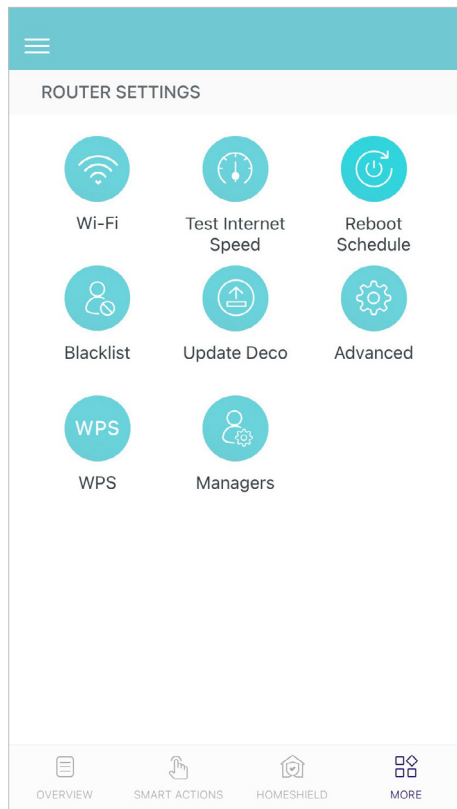 ROUTER SETTINGS
Wi-Fi
Test Internet
Speed
Reboot
Schedule
Blacklist
Update Deco
Advanced
WPS
WPS
Managers
OVERVIEW
SMART ACTIONS
HOMESHIELD
MORE